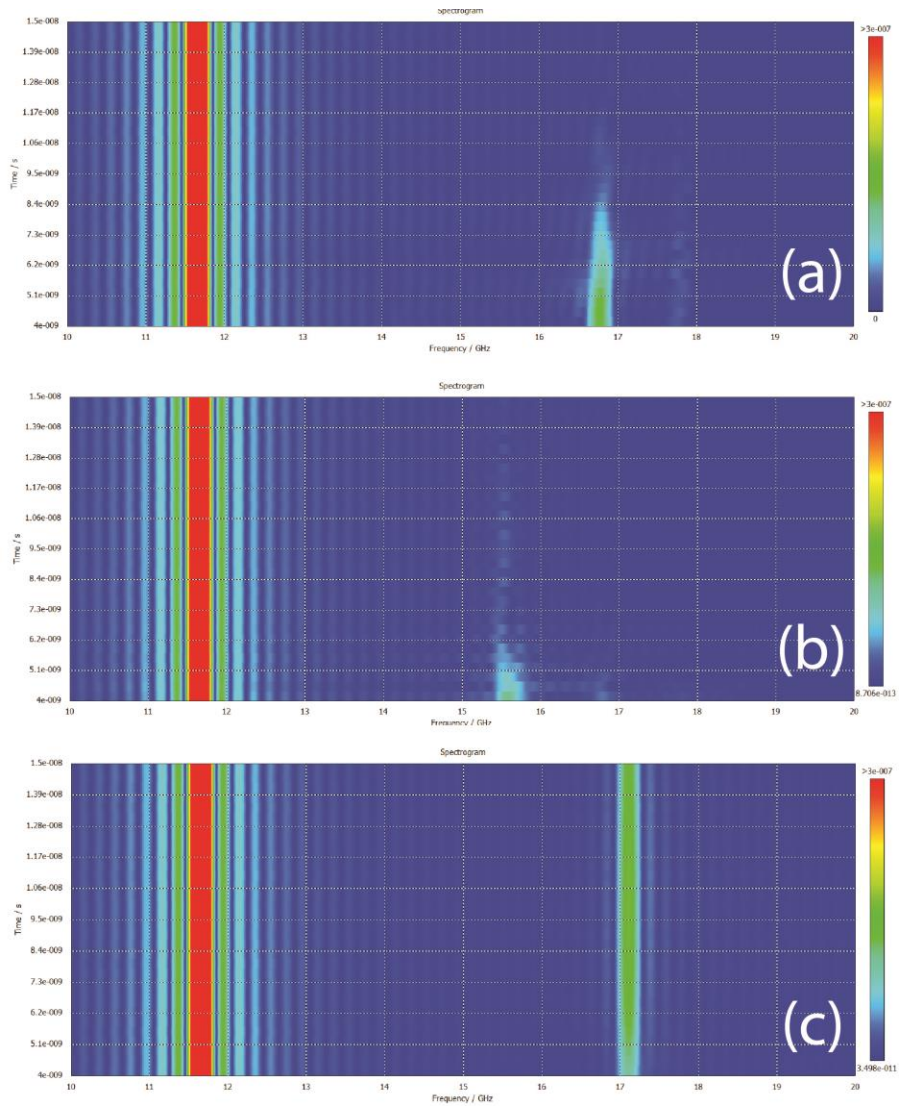 Spectrogram
1.5e-008
1.39e-008
1.28e-008
1.17e-008
1.06e-008
9.5e-009
8.4e-009
7.3e-009
6.2e-009
5.1e-009
4e-009
Time / s
10 11 12 13 14 15 16 17 18 19 20
Frequency / GHz
(a)
>3e-007
0
Spectrogram
1.5e-008
1.39e-008
1.28e-008
1.17e-008
1.06e-008
9.5e-009
8.4e-009
7.3e-009
6.2e-009
5.1e-009
4e-009
Time / s
10 11 12 13 14 15 16 17 18 19 20
Frequency / GHz
(b)
>3e-007
8.706e-013
Spectrogram
1.5e-008
1.39e-008
1.28e-008
1.17e-008
1.06e-008
9.5e-009
8.4e-009
7.3e-009
6.2e-009
5.1e-009
4e-009
Time / s
10 11 12 13 14 15 16 17 18 19 20
Frequency / GHz
(c)
>3e-007
3.498e-011